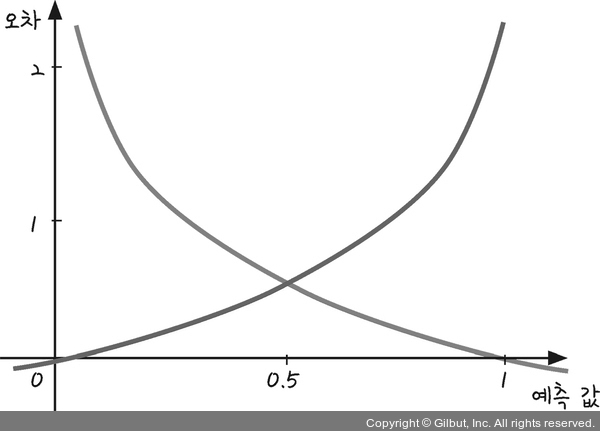 오차
2
1
0
0.5
1
예측 값
Copyright © Gilbut, Inc. All rights reserved.